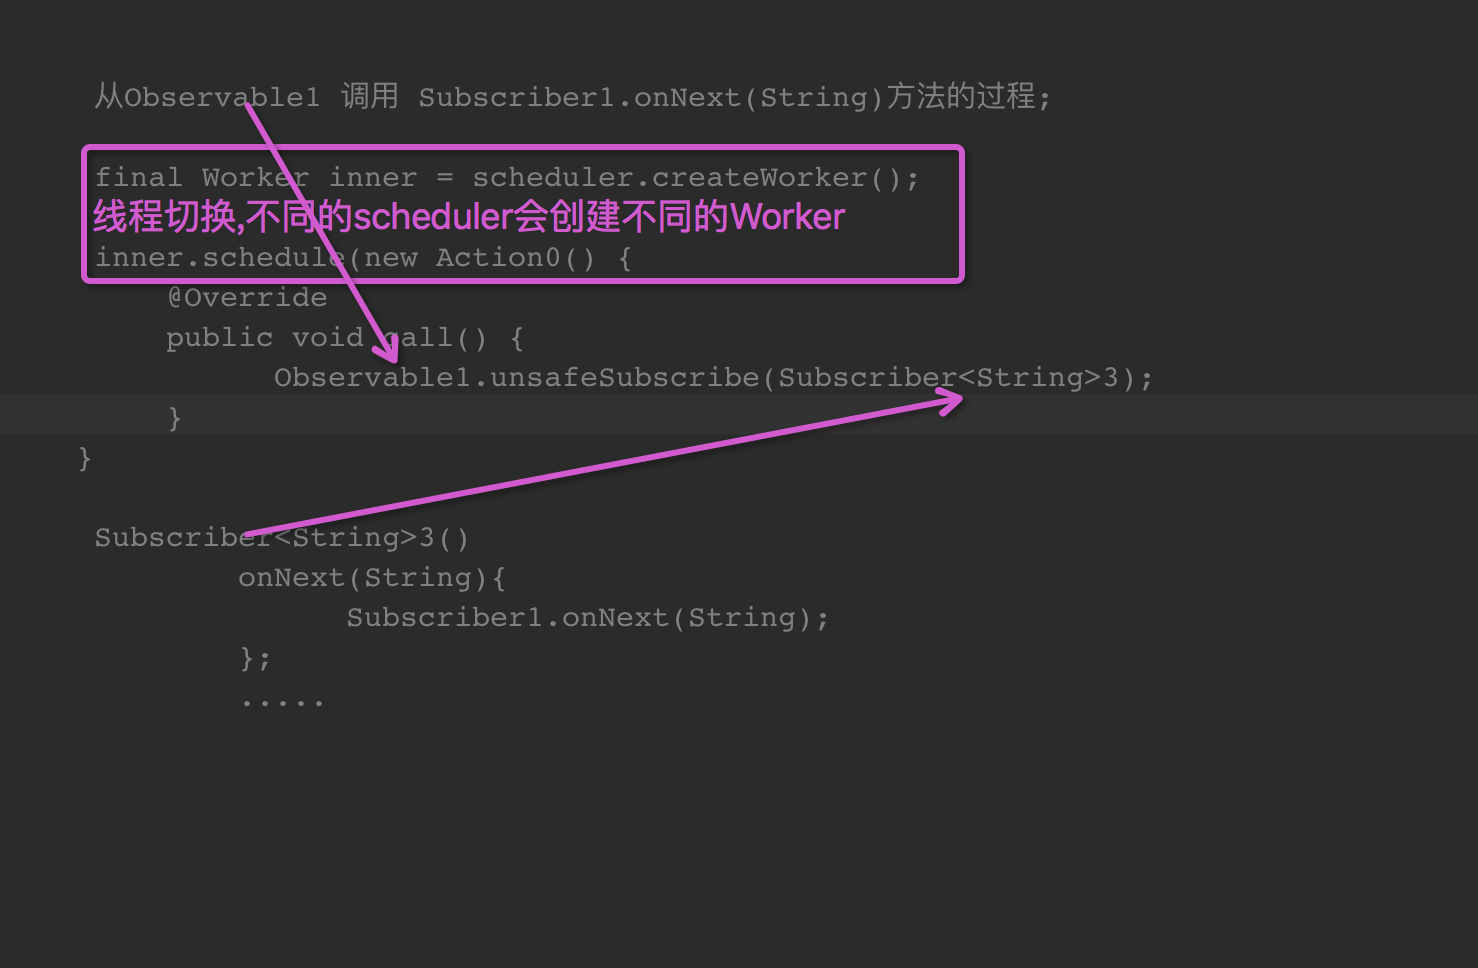 从Observable1 调用 Subscriber1.onNext(String)方法的过程;
final Worker inner = scheduler.createWorker();
线程切换,不同的scheduler会创建不同的Worker
inner.schedule(new Action0() {
@Override
public void call() {
Observable1.unsafeSubscribe(Subscriber<String>3);
}
}
Subscriber<String>3()
onNext(String){
Subscriber1.onNext(String);
};
.....